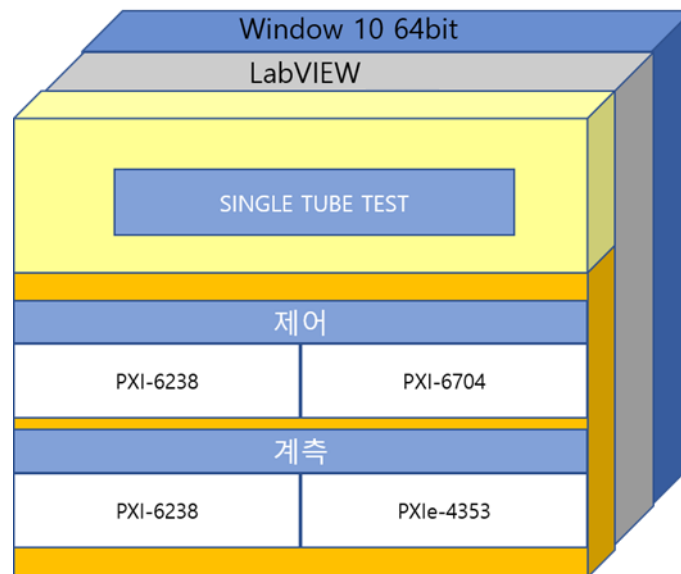 Window 10 64bit
LabVIEW
SINGLE TUBE TEST
제어
PXI-6238 PXI-6704
계측
PXI-6238 PXIe-4353